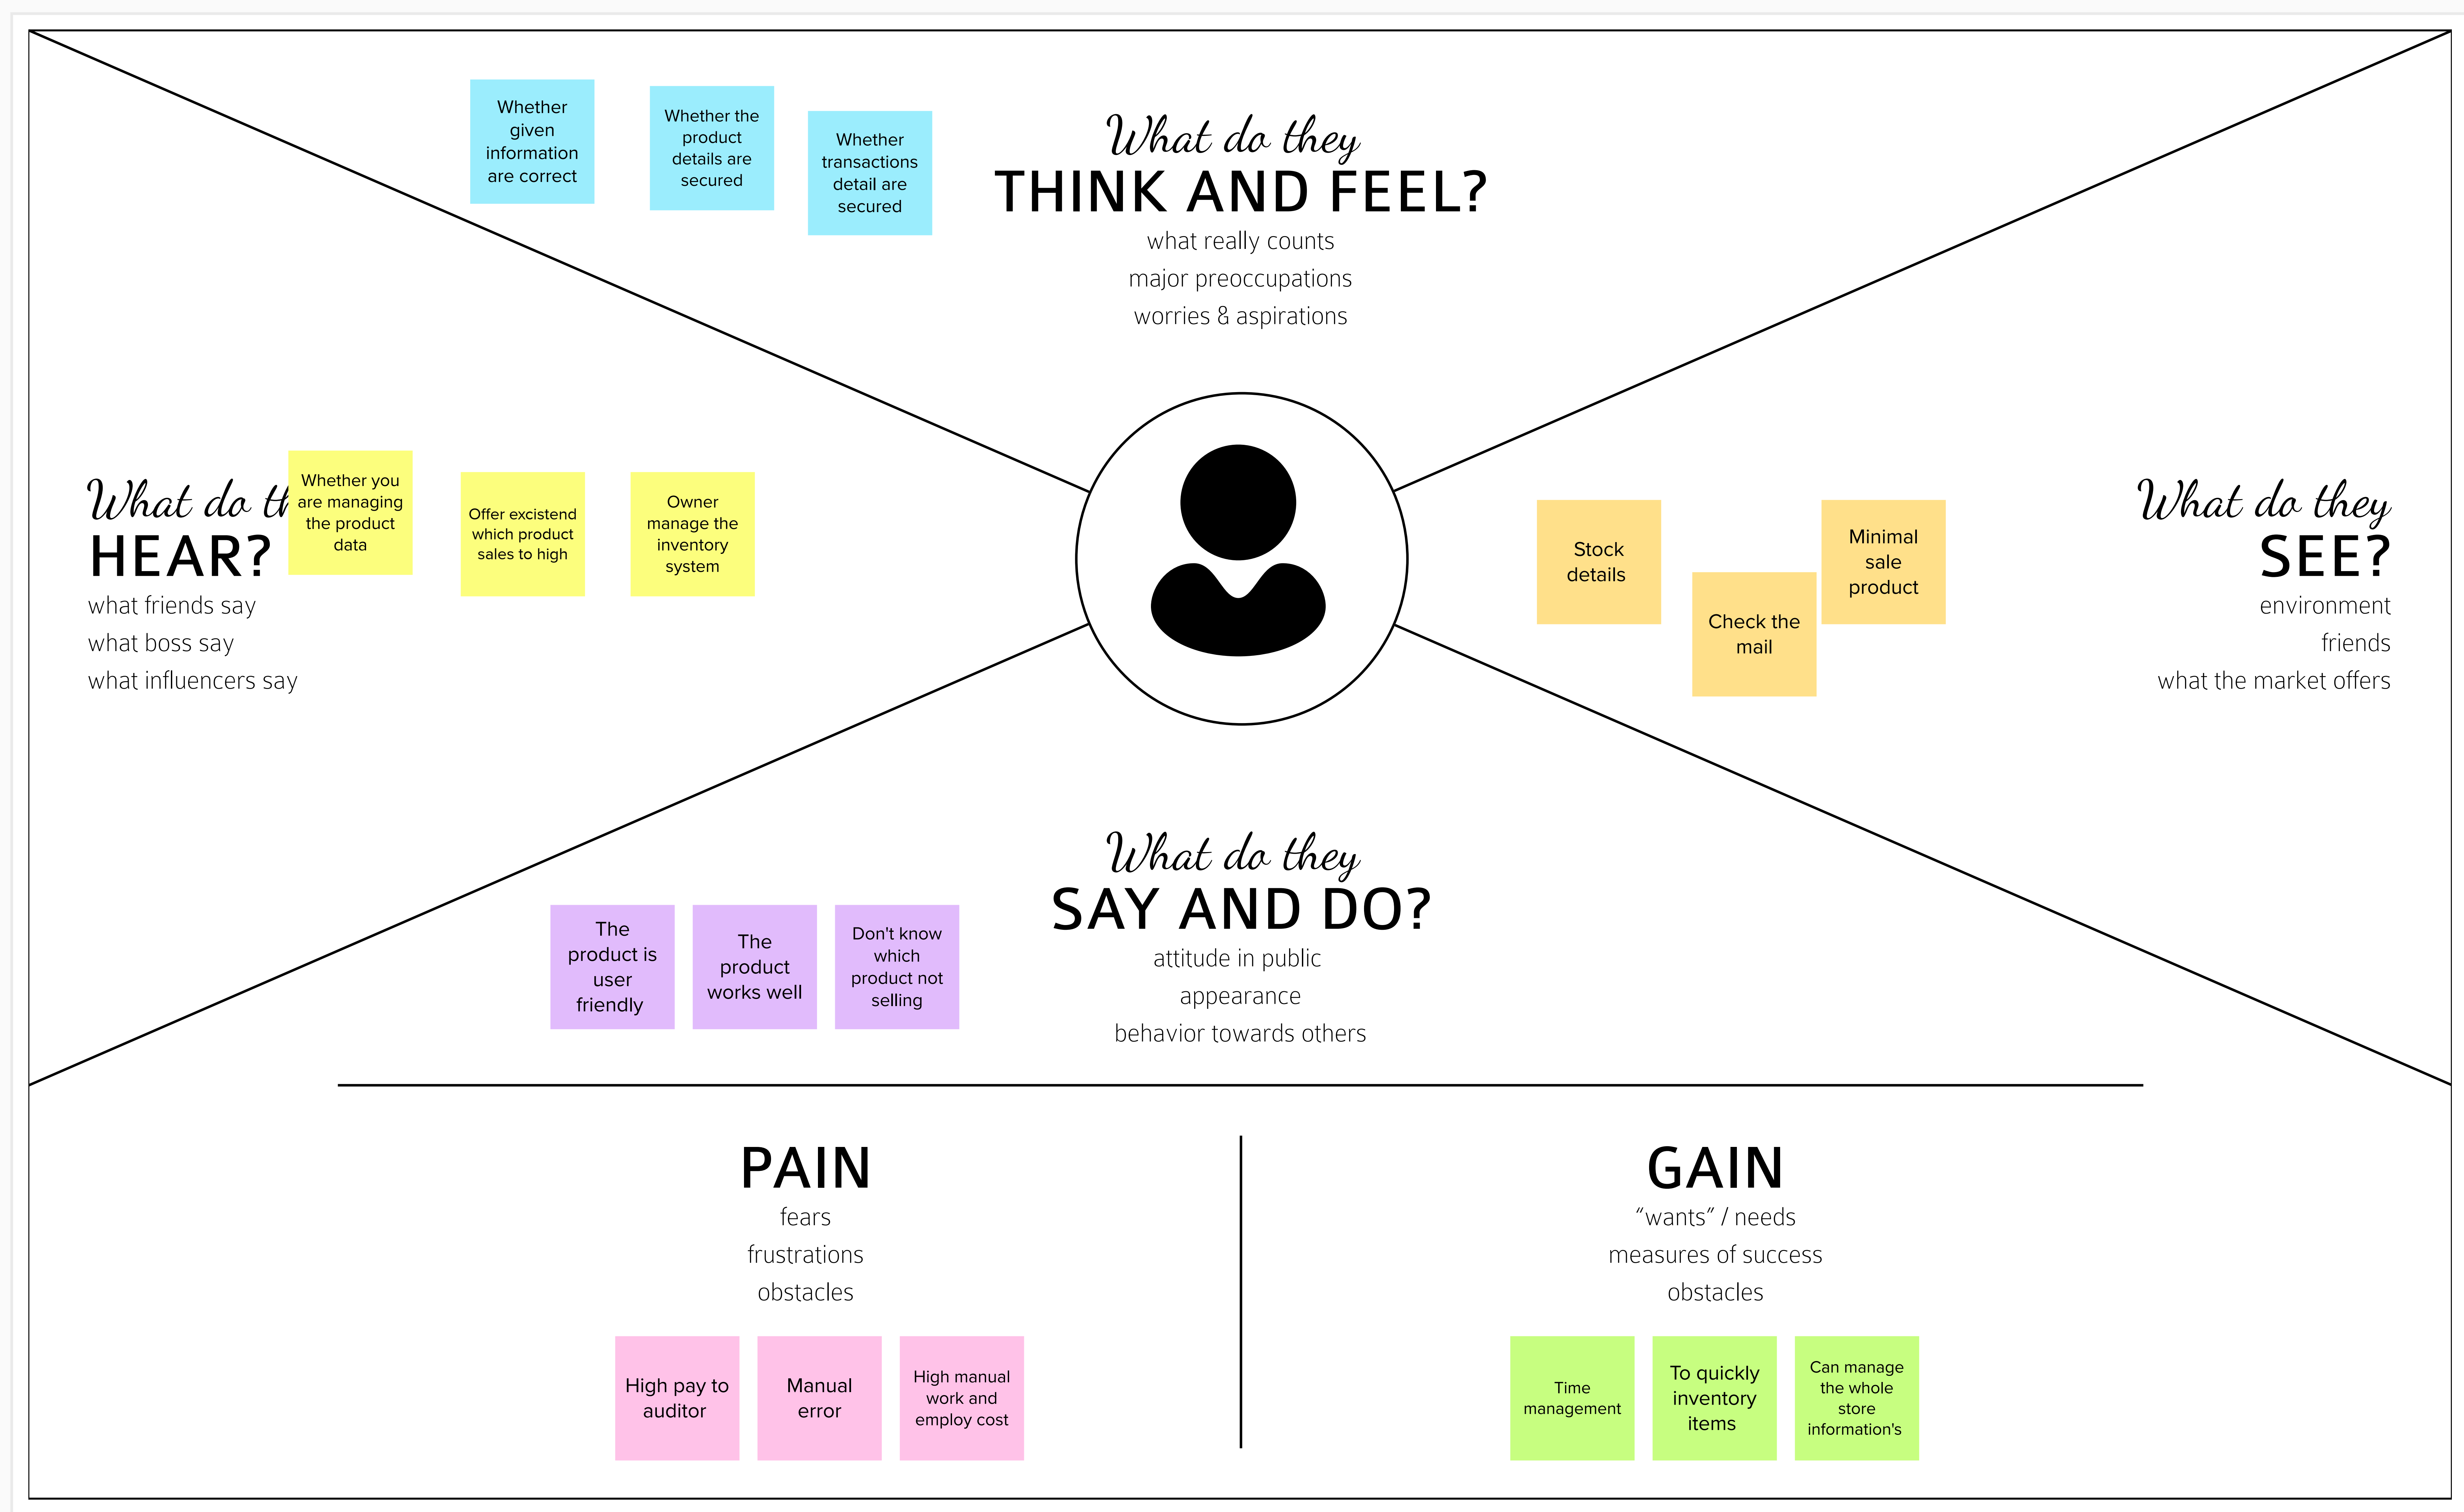 Whether
given
information
are correct
Whether the
product
details are
secured
Whether
transactions
detail are
secured
What do they
THINK AND FEEL?
what really counts
major preoccupations
worries & aspirations
What do th
HEAR?
what friends say
what boss say
what influencers say
Whether you
are managing
the product
data
Offer excistend
which product
sales to high
Owner
manage the
inventory
system
Stock
details
Check the
mail
Minimal
sale
product
What do they
SEE?
environment
friends
what the market offers
The
product is
user
friendly
The
product
works well
Don't know
which
product not
selling
What do they
SAY AND DO?
attitude in public
appearance
behavior towards others
PAIN
fears
frustrations
obstacles
High pay to
auditor
Manual
error
High manual
work and
employ cost
GAIN
“wants” / needs
measures of success
obstacles
Time
management
To quickly
inventory
items
Can manage
the whole
store
information's